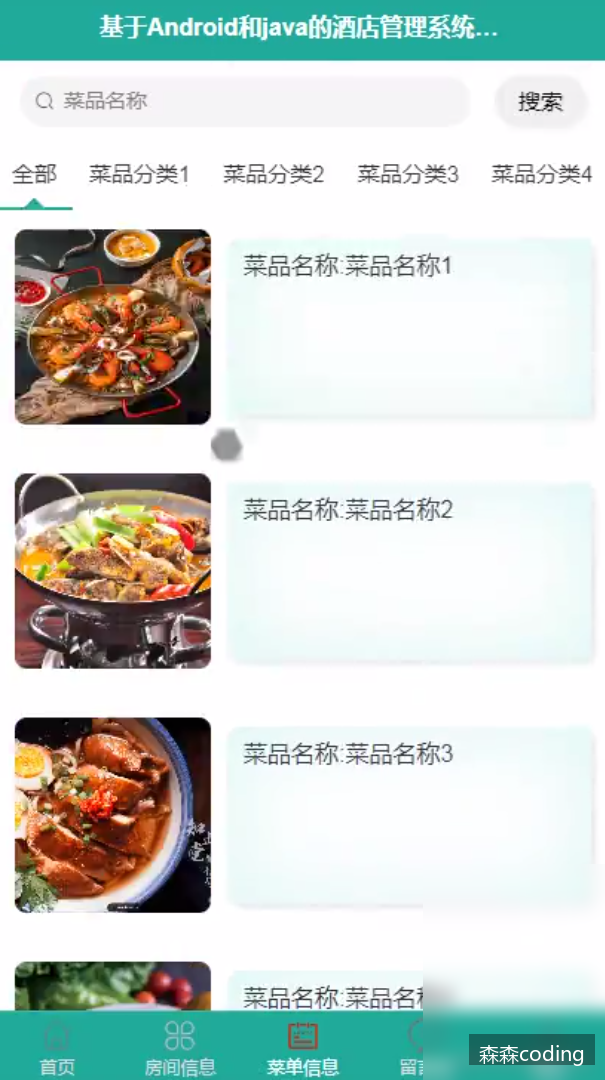 基于Android和java的酒店管理系统...
菜品名称
搜索
全部 菜品分类1 菜品分类2 菜品分类3 菜品分类4
菜品名称:菜品名称1
菜品名称:菜品名称2
菜品名称:菜品名称3
菜品名称:菜品名
首页 房间信息 菜单信息 留
森森coding